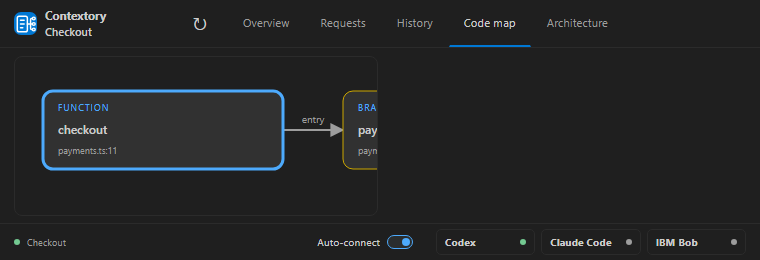 Contextory
Checkout
Overview
Requests
History
Code map
Architecture
FUNCTION
checkout
payments.ts:11
entry
BRA
pay
paym
Checkout
Auto-connect
Codex
Claude Code
IBM Bob